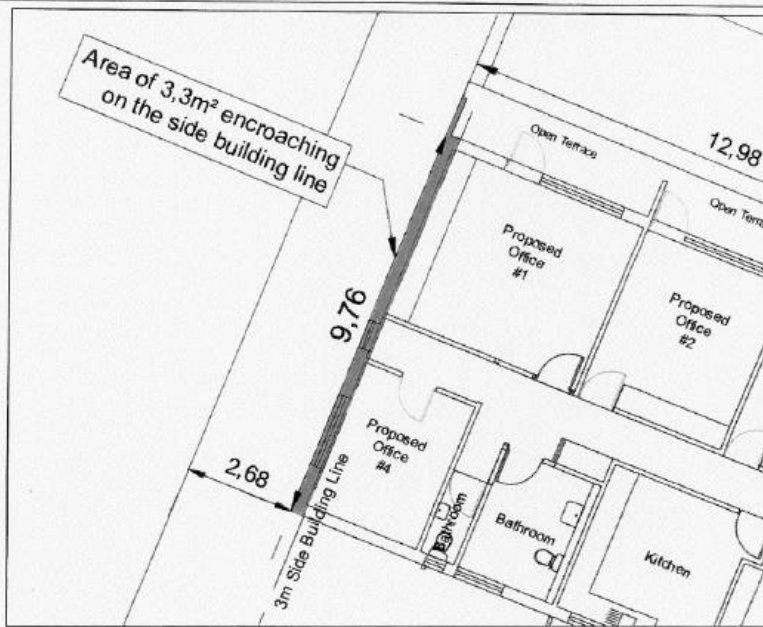 Area of 3,3m² encroaching
on the side building line
12,98
Open Terrace
Open Terra
Proposed
Office
#1
Proposed
Office
#2
9,76
Proposed
Office
#4
2,68
3m Side Building Line
Bathroom
Bathroom
Kitchen